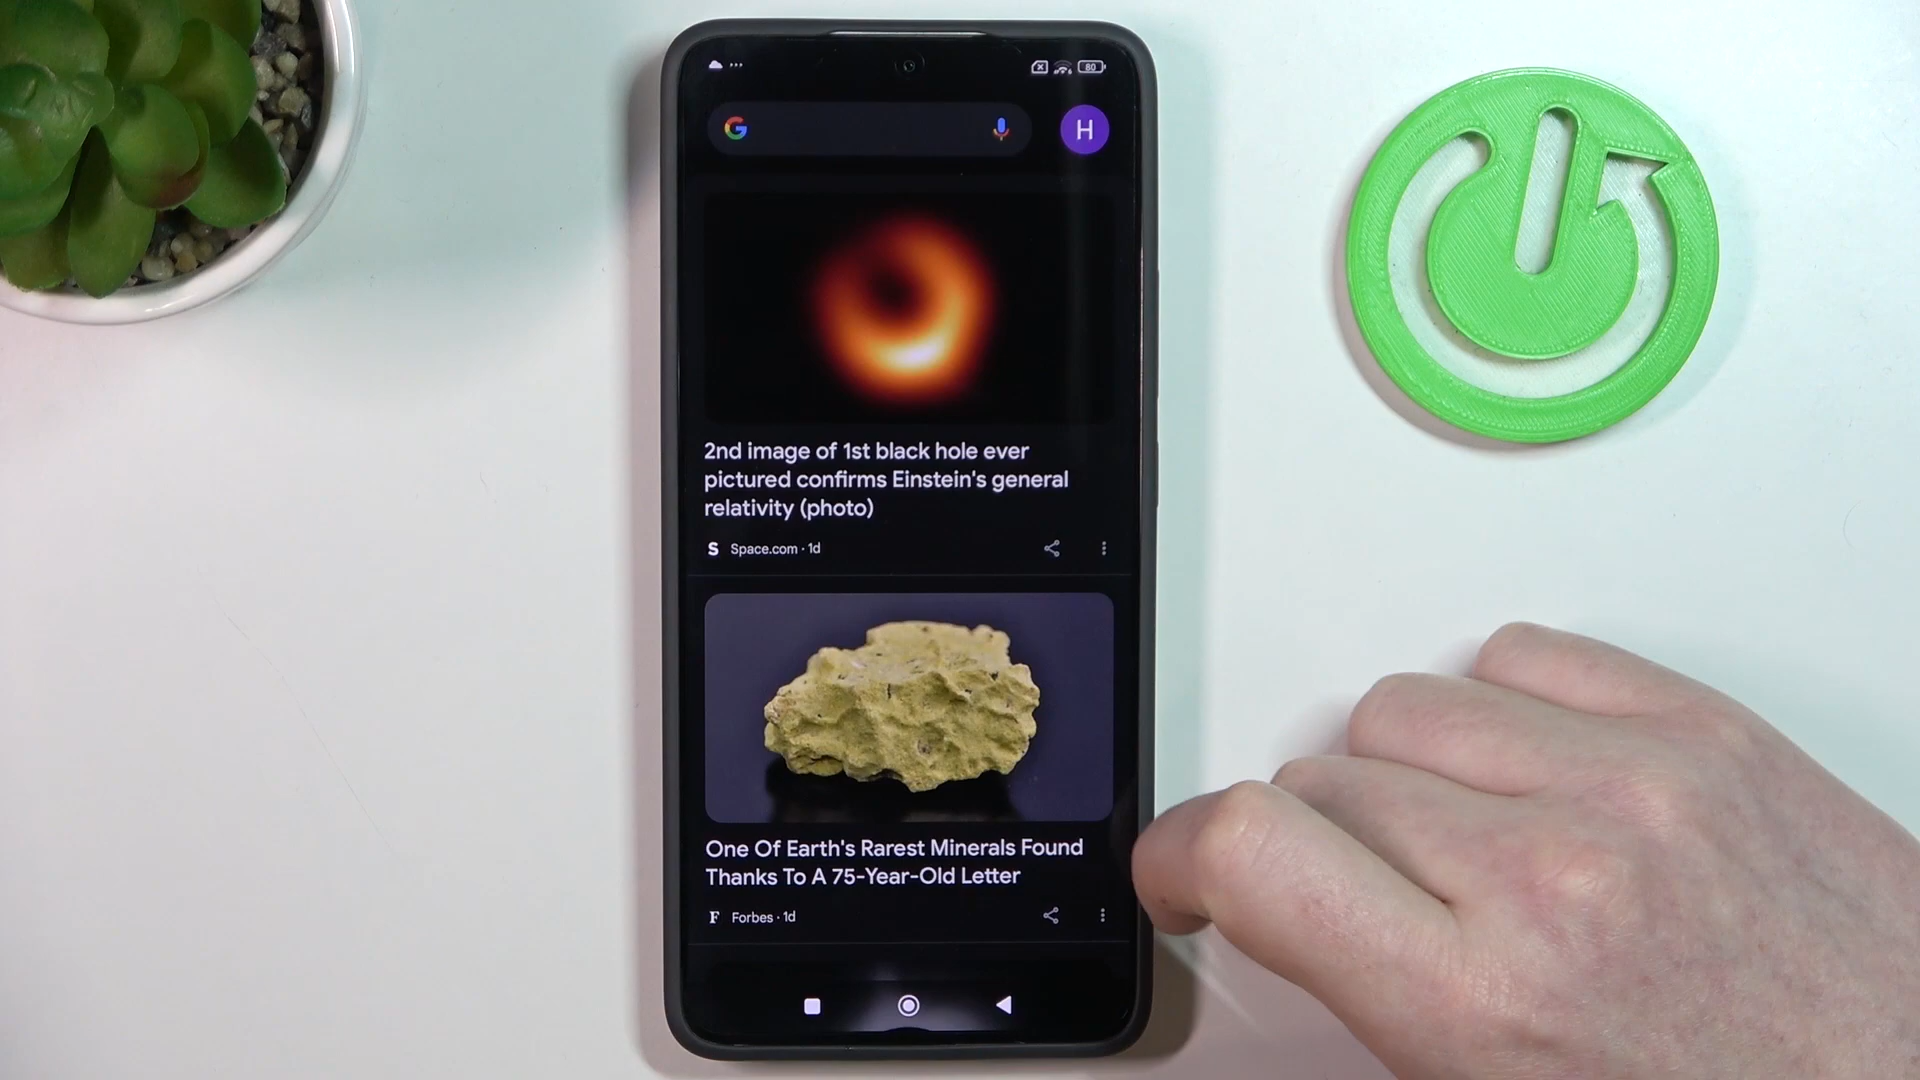 80
G
H
2nd image of 1st black hole ever
pictured confirms Einstein's general
relativity (photo)
S Space.com · 1d
One Of Earth's Rarest Minerals Found
Thanks To A 75-Year-Old Letter
F Forbes · 1d